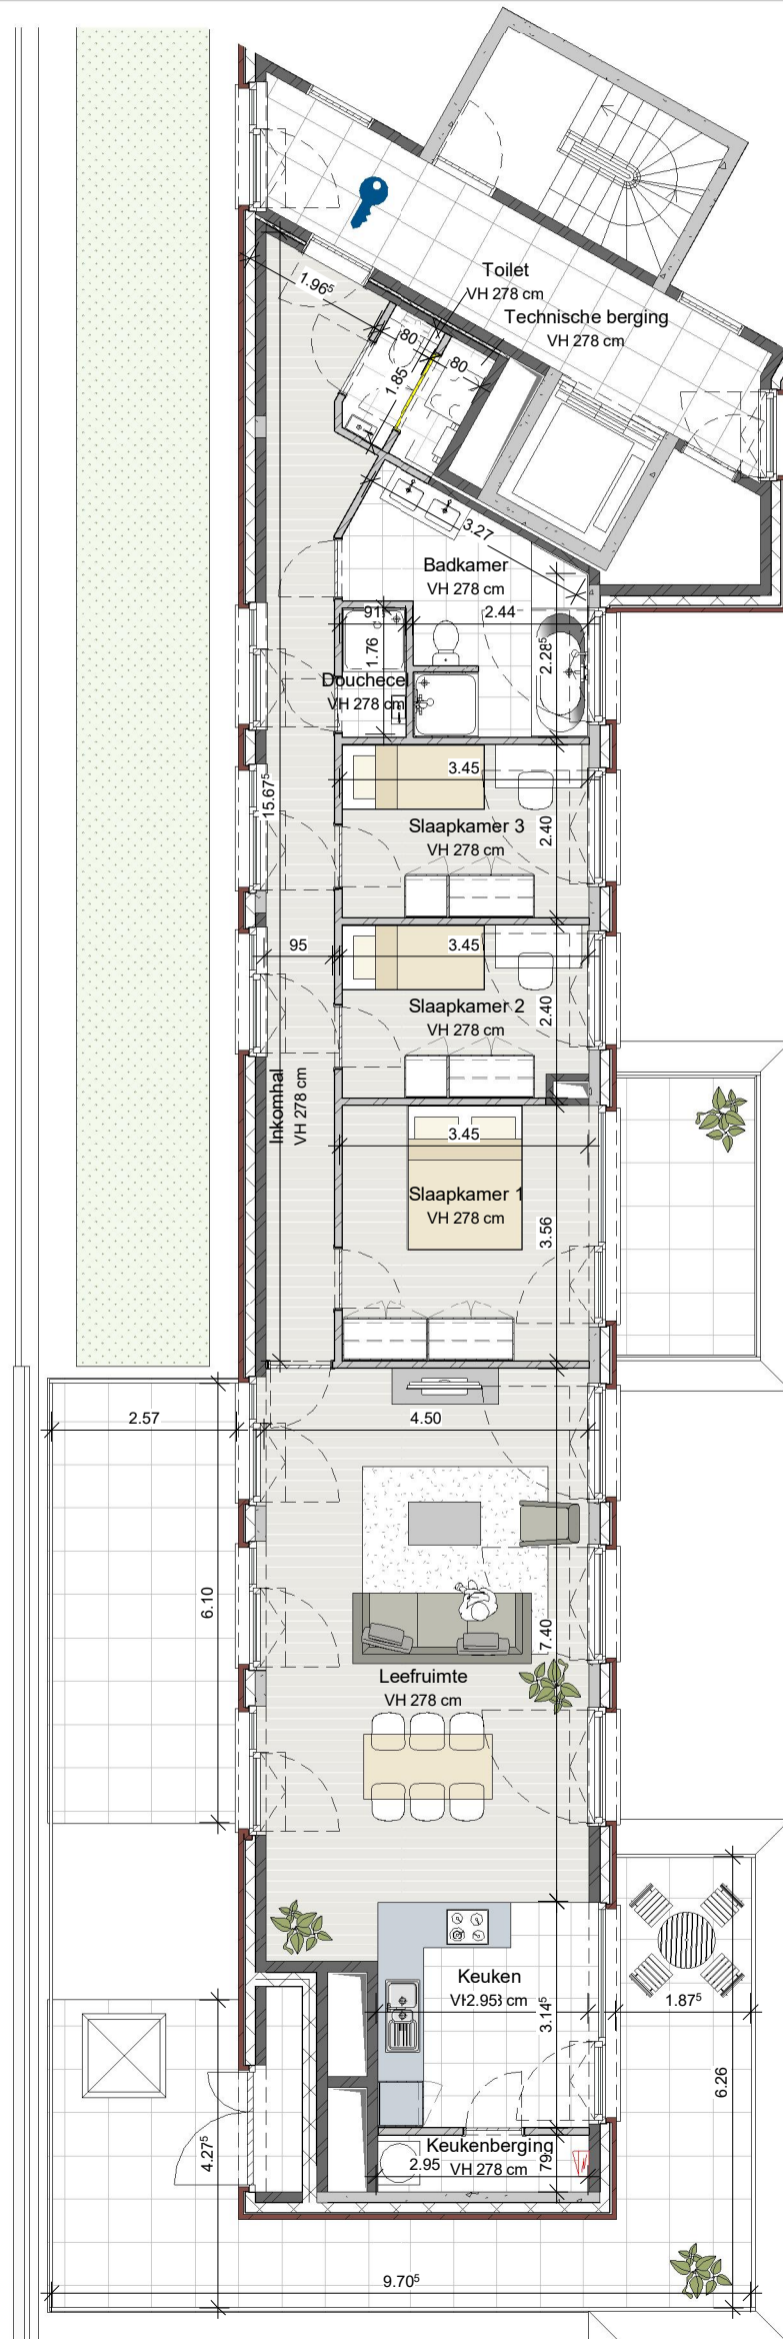 Toilet
VH 278 cm
1.96⁵
Technische berging
VH 278 cm
80
80
1.85
3.27
Badkamer
VH 278 cm
91
2.44
1.76
2.28⁵
Douchecel
VH 278 cm
3.45
15.67⁵
Slaapkamer 3
VH 278 cm
2.40
95
3.45
Slaapkamer 2
VH 278 cm
2.40
Inkomhal
VH 278 cm
3.45
Slaapkamer 1
VH 278 cm
3.56
2.57
4.50
6.10
7.40
Leefruimte
VH 278 cm
Keuken
2.95
cm
3.14⁵
1.87⁵
6.26
4.27⁵
Keukenberging
2.95
VH 278 cm
79
9.70⁵